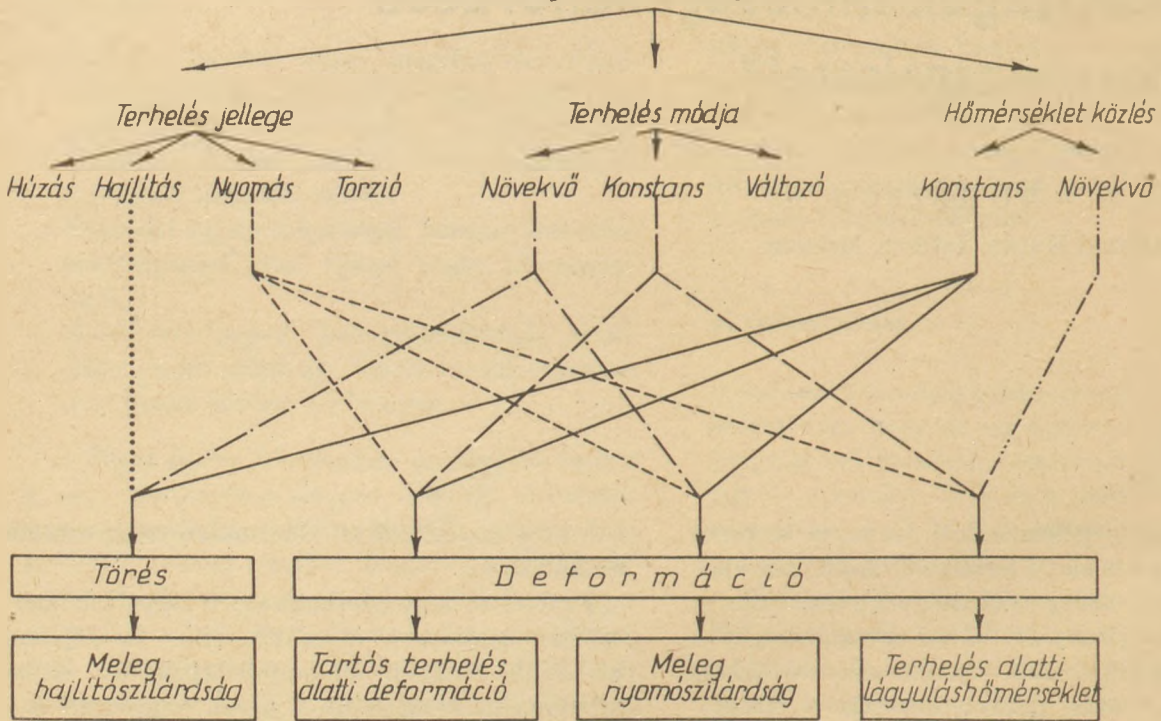 Terhelés jellege Terhelés módja Hőmérséklet közlés
Húzás Hajlítás Nyomás Torzió Növekvő Konstans Változó Konstans Növekvő
Törés Deformáció
Meleg
hajlítószilárdság
Tartós terhelés
alatti deformáció
Meleg
nyomószilárdság
Terhelés alatti
lágyuláshőmérséklet